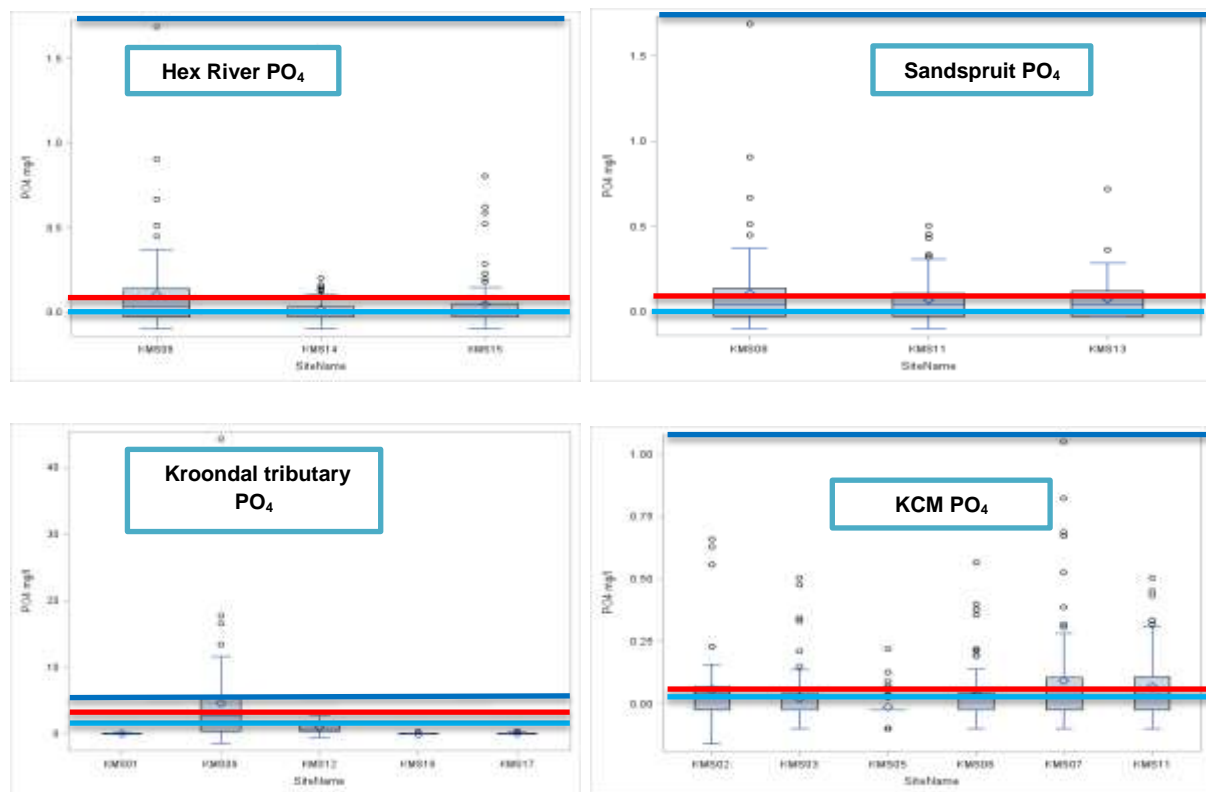 Hex River PO₄
1.5
1.0
0.5
0.0
PO4 mg/l
KMS14
KMS15
SiteName
Sandspruit PO₄
1.5
1.0
0.5
0.0
PO4 mg/l
KMS11
KMS13
SiteName
Kroondal tributary
PO₄
40
30
20
10
0
PO4 mg/l
KMS01
KMS12
KMS16
KMS17
SiteName
KCM PO₄
1.00
0.75
0.50
0.25
0.00
PO4 mg/l
KMS02
KMS03
KMS05
KMS06
KMS07
KMS11
SiteName